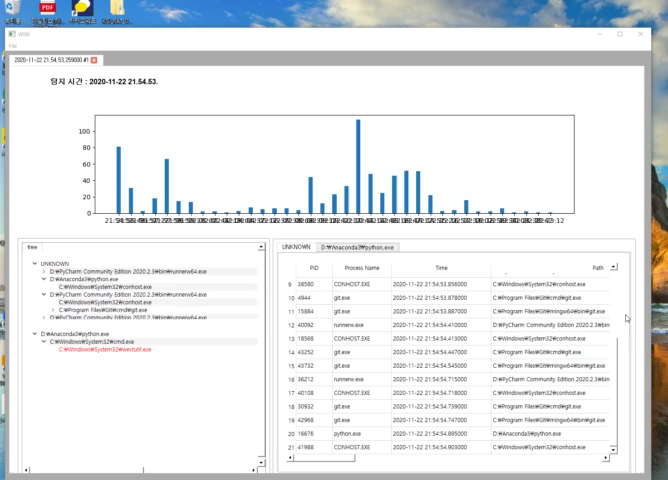 PDF
File
2020-11-22 21,54,53,259000 #1
탐지 시간 : 2020-11-22 21.54.53.
100
80
60
40
20
0
tree
UNKNOWN
D:₩PyCharm Community Edition 2020.2.3₩bin₩runnerw64.exe
D:₩Anaconda3₩python.exe
C:₩Windows₩System32₩conhost.exe
D:₩PyCharm Community Edition 2020.2.3₩bin₩runnerw64.exe
C:₩Windows₩System32₩conhost.exe
C:₩Program Files₩Git₩cmd₩git.exe
D:₩PyCharm Community Edition 2020.2.3₩bin₩runnerw64.exe
D:₩Anaconda3₩python.exe
C:₩Windows₩System32₩cmd.exe
C:₩Windows₩System32₩wevtutil.exe
UNKNOWN D:₩Anaconda3₩python.exe
PID Process Name Time Path
9 38580 CONHOST.EXE 2020-11-22 21:54:53.856000 C:₩Windows₩System32₩conhost.exe
10 4944 git.exe 2020-11-22 21:54:53.878000 C:₩Program Files₩Git₩cmd₩git.exe
11 15884 git.exe 2020-11-22 21:54:53.887000 C:₩Program Files₩Git₩mingw64₩bin₩git.exe
12 40092 runnerw.exe 2020-11-22 21:54:54.410000 D:₩PyCharm Community Edition 2020.2.3₩bin
13 18568 CONHOST.EXE 2020-11-22 21:54:54.413000 C:₩Windows₩System32₩conhost.exe
14 43252 git.exe 2020-11-22 21:54:54.447000 C:₩Program Files₩Git₩cmd₩git.exe
15 43732 git.exe 2020-11-22 21:54:54.545000 C:₩Program Files₩Git₩mingw64₩bin₩git.exe
16 36212 runnerw.exe 2020-11-22 21:54:54.715000 D:₩PyCharm Community Edition 2020.2.3₩bin
17 40108 CONHOST.EXE 2020-11-22 21:54:54.718000 C:₩Windows₩System32₩conhost.exe
18 30932 git.exe 2020-11-22 21:54:54.739000 C:₩Program Files₩Git₩cmd₩git.exe
19 42968 git.exe 2020-11-22 21:54:54.747000 C:₩Program Files₩Git₩mingw64₩bin₩git.exe
20 16676 python.exe 2020-11-22 21:54:54.895000 D:₩Anaconda3₩python.exe
21 41988 CONHOST.EXE 2020-11-22 21:54:54.903000 C:₩Windows₩System32₩conhost.exe